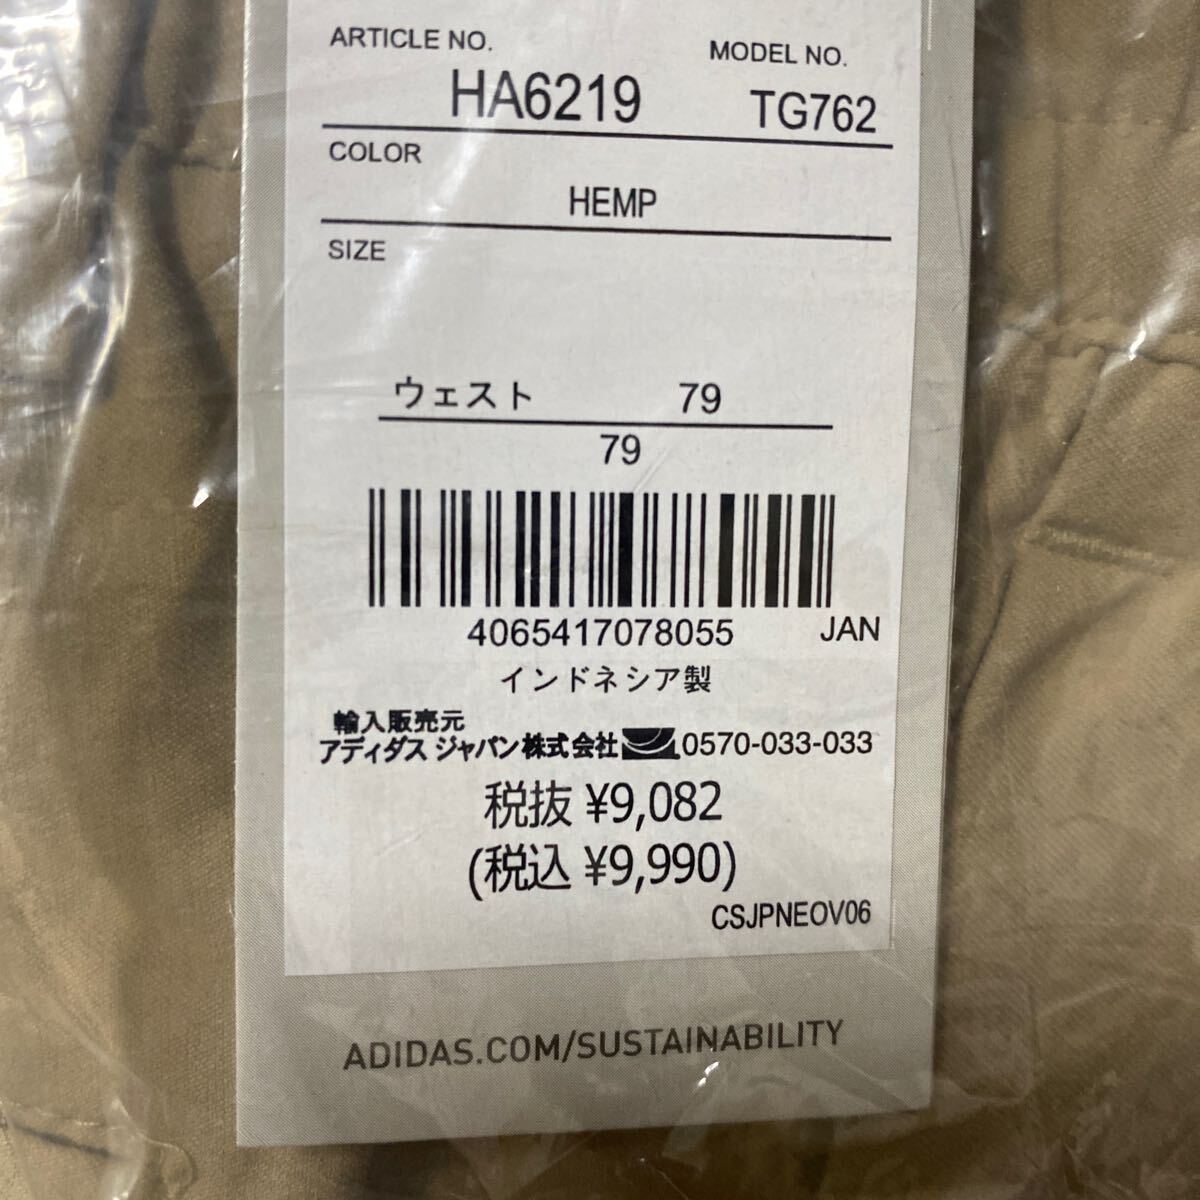 ARTICLE NO.
MODEL NO.
HA6219
TG762
COLOR
HEMP
SIZE
ウェスト 79
79
4065417078055 JAN
インドネシア製
輸入販売元
アディダス ジャパン株式会社 0570-033-033
税抜 ¥9,082
(税込 ¥9,990)
CSJPNEOV06
ADIDAS.COM/SUSTAINABILITY